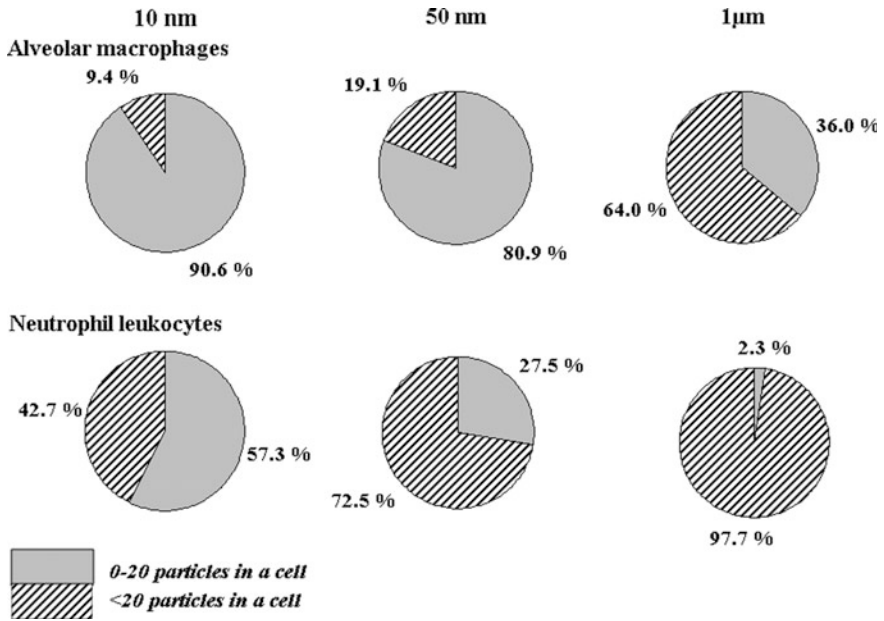 10 nm 50 nm 1µm
Alveolar macrophages
9.4 % 19.1 % 36.0 %
64.0 %
90.6 % 80.9 %
Neutrophil leukocytes
2.3 %
27.5 %
42.7 %
57.3 %
72.5 %
97.7 %
0-20 particles in a cell
<20 particles in a cell